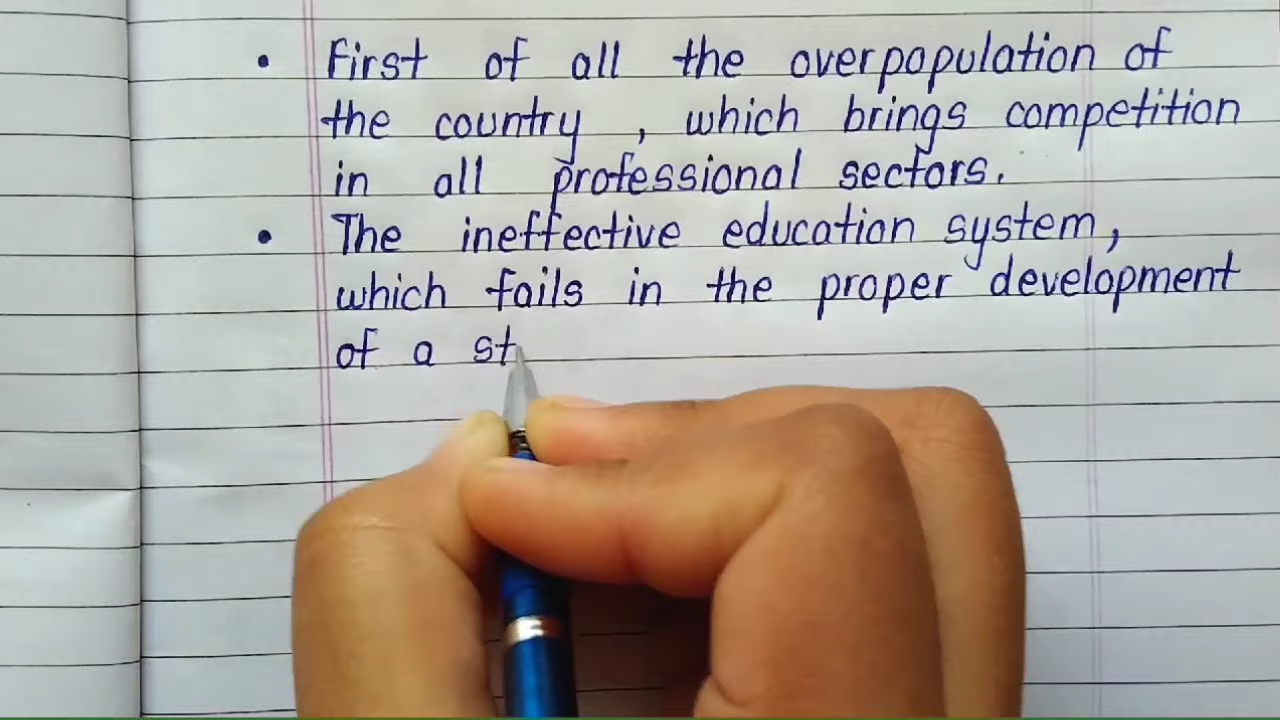 • First of all the overpopulation of
the country , which brings competition
in all professional sectors.
• The ineffective education system,
which fails in the proper development
of a st